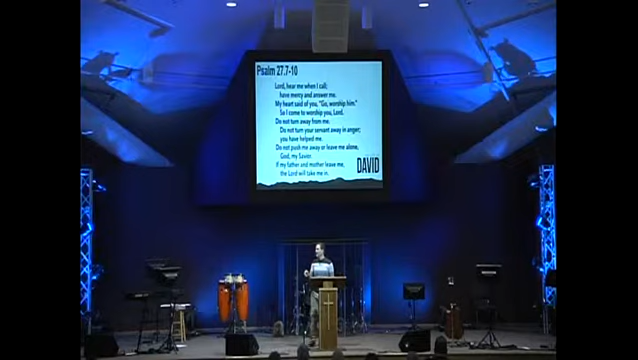 Psalm 27.7-10
Lord, hear me when I call;
have mercy and answer me.
My heart said of you, "Go, worship him."
So I come to worship you, Lord.
Do not turn away from me.
Do not turn your servant away in anger;
you have helped me.
Do not push me away or leave me alone,
God, my Savior.
If my father and mother leave me,
the Lord will take me in.
DAVID